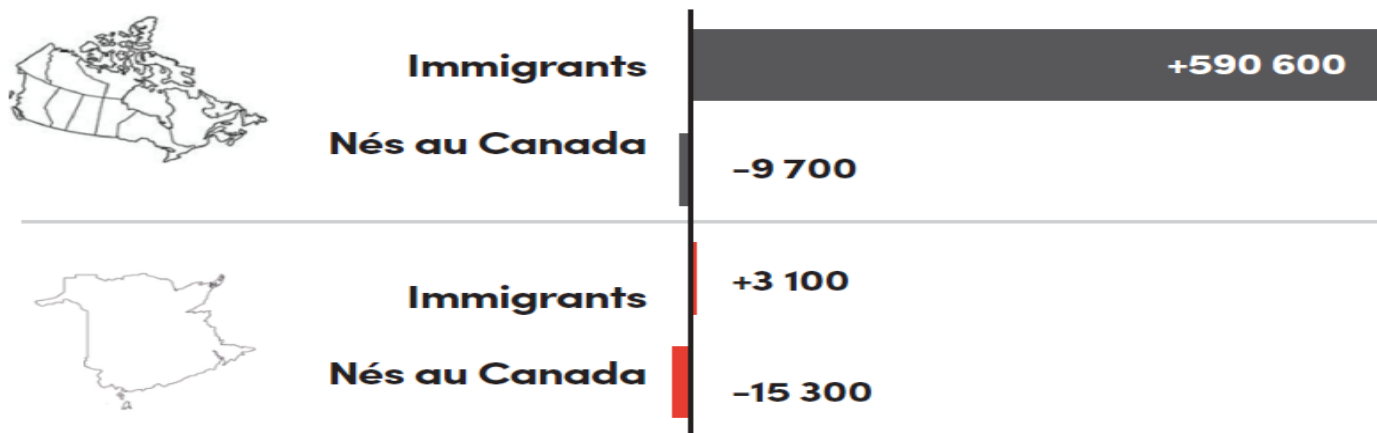 Immigrants +590 600
Nés au Canada –9 700
Immigrants +3 100
Nés au Canada –15 300